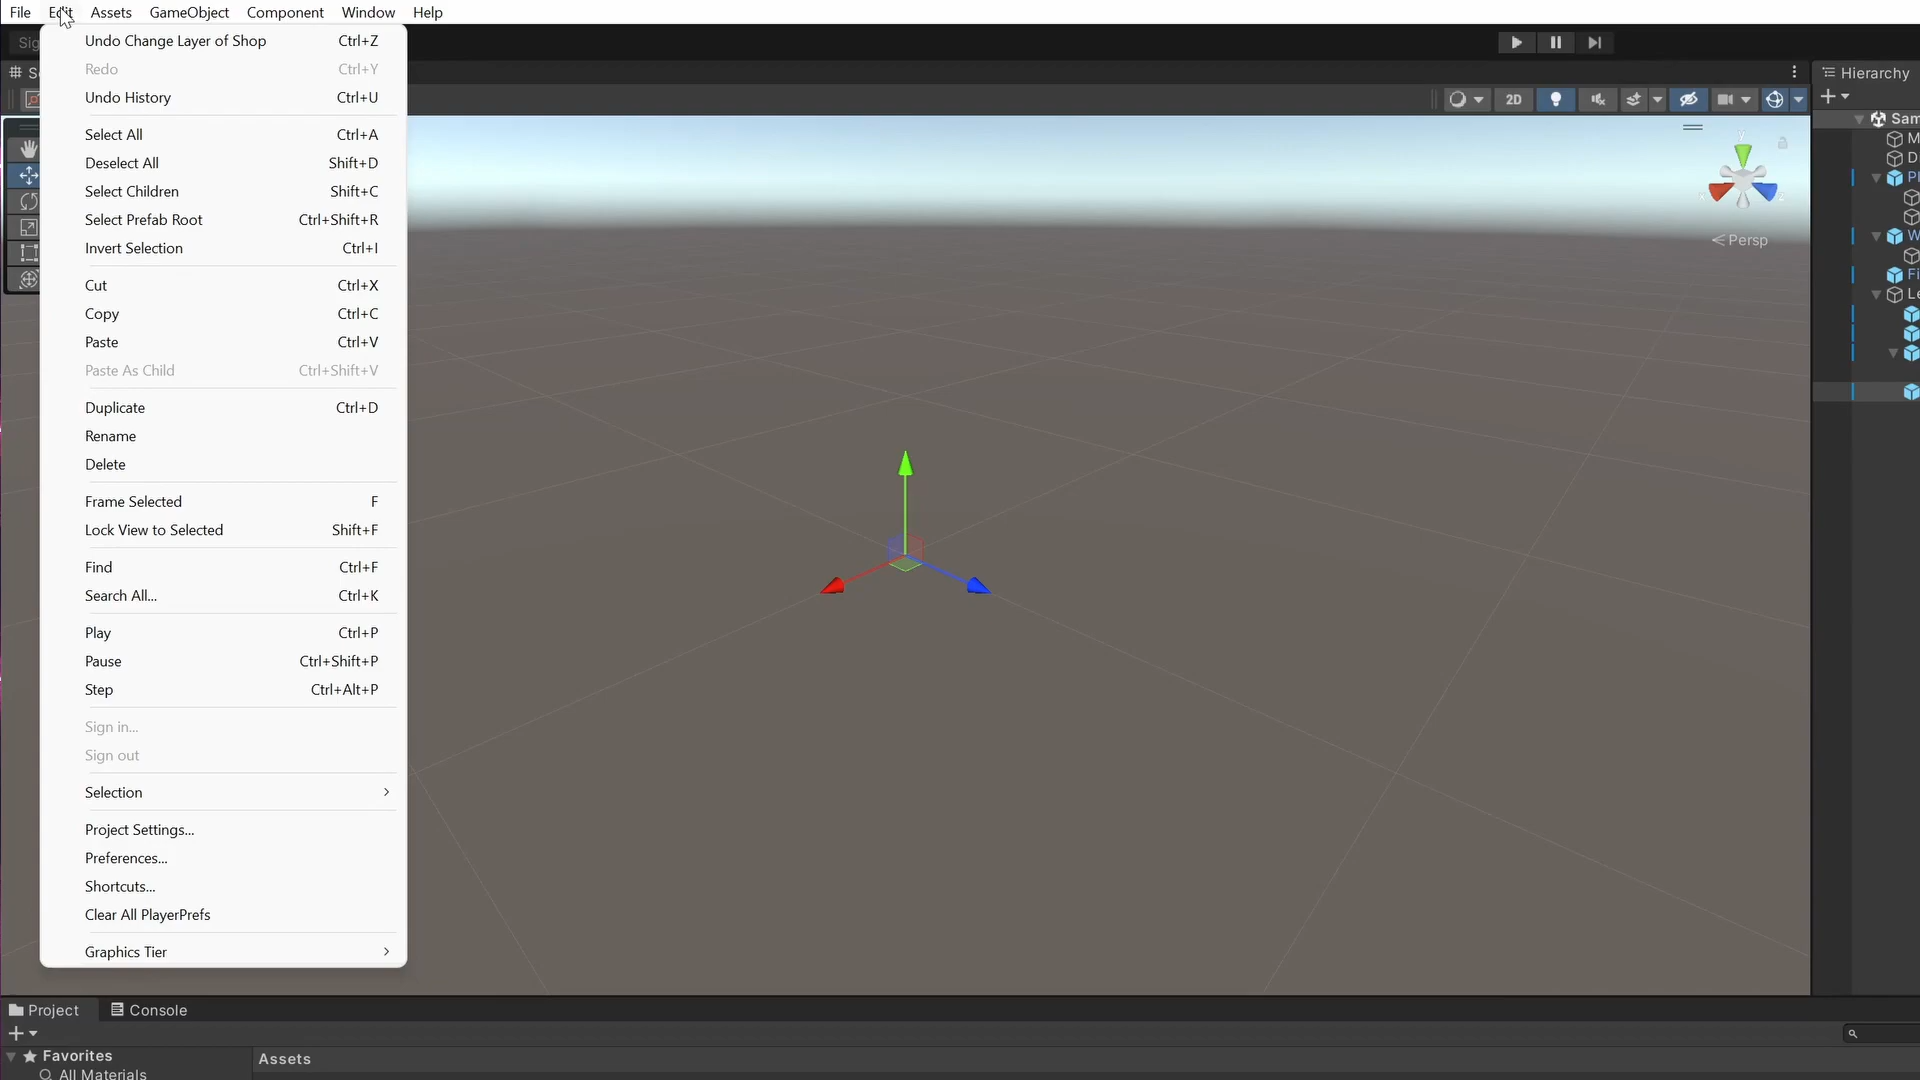 File Edit Assets GameObject Component Window Help
Undo Change Layer of Shop Ctrl+Z
Redo Ctrl+Y
Undo History Ctrl+U
Select All Ctrl+A
Deselect All Shift+D
Select Children Shift+C
Select Prefab Root Ctrl+Shift+R
Invert Selection Ctrl+I
Cut Ctrl+X
Copy Ctrl+C
Paste Ctrl+V
Paste As Child Ctrl+Shift+V
Duplicate Ctrl+D
Rename
Delete
Frame Selected F
Lock View to Selected Shift+F
Find Ctrl+F
Search All... Ctrl+K
Play Ctrl+P
Pause Ctrl+Shift+P
Step Ctrl+Alt+P
Sign in...
Sign out
Selection
Project Settings...
Preferences...
Shortcuts...
Clear All PlayerPrefs
Graphics Tier
2D
y
x z
Persp
Hierarchy
Sam
Project Console
Favorites
All Materials
Assets